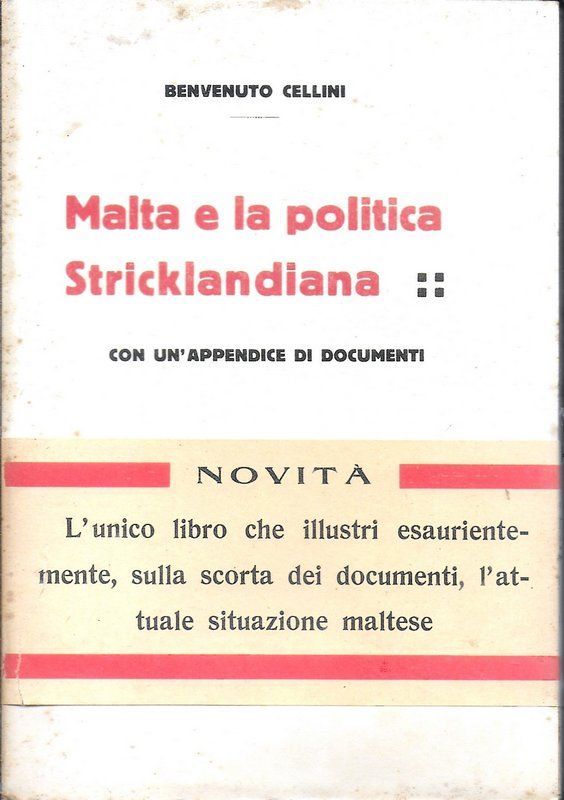 BENVENUTO CELLINI
Malta e la politica
Stricklandiana
CON UN'APPENDICE DI DOCUMENTI
NOVITÀ
L'unico libro che illustri esauriente-
mente, sulla scorta dei documenti, l'at-
tuale situazione maltese